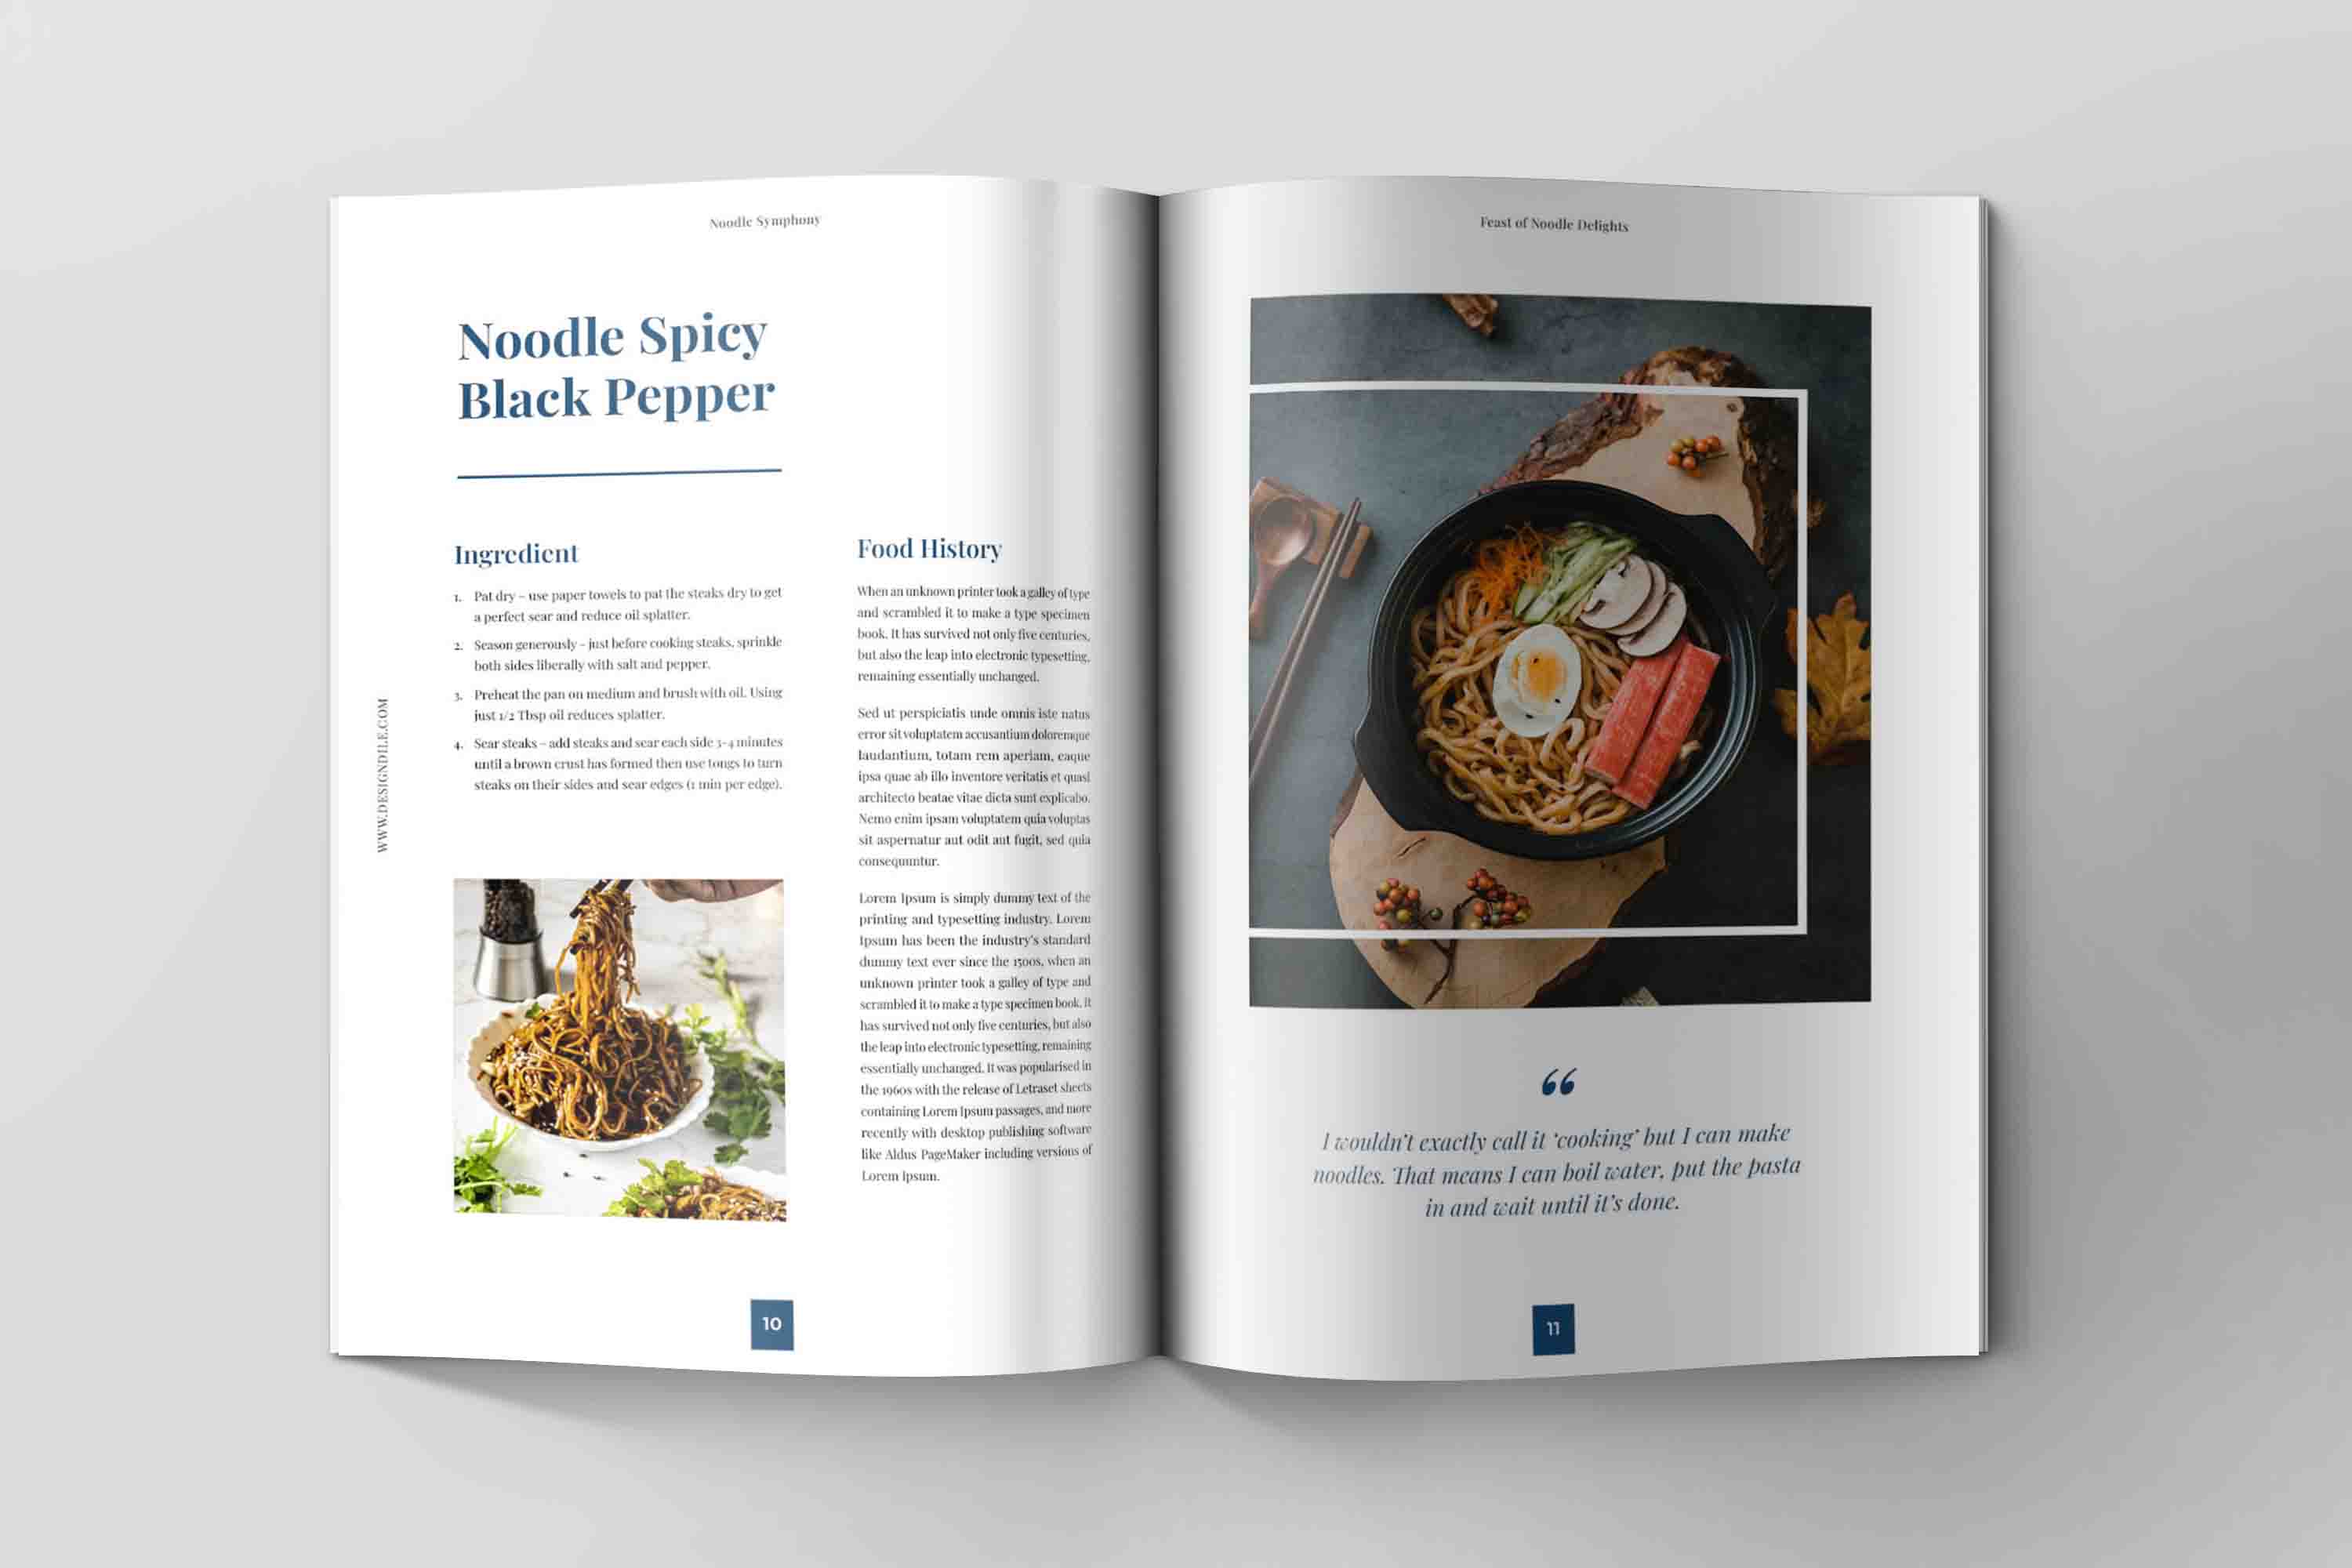 Noodle Symphony
Noodle Spicy
Black Pepper
Ingredient
1. Pat dry – use paper towels to pat the steaks dry to get
a perfect sear and reduce oil splatter.
2. Season generously – just before cooking steaks, sprinkle
both sides liberally with salt and pepper.
3. Preheat the pan on medium and brush with oil. Using
just 1/2 Tbsp oil reduces splatter.
4. Sear steaks – add steaks and sear each side 3-4 minutes
until a brown crust has formed then use tongs to turn
steaks on their sides and sear edges (1 min per edge).
WWW.DESIGNDILE.COM
Food History
When an unknown printer took a galley of type
and scrambled it to make a type specimen
book. It has survived not only five centuries,
but also the leap into electronic typesetting,
remaining essentially unchanged.
Sed ut perspiciatis unde omnis iste natus
error sit voluptatem accusantium doloremque
laudantium, totam rem aperiam, eaque
ipsa quae ab illo inventore veritatis et quasi
architecto beatae vitae dicta sunt explicabo.
Nemo enim ipsam voluptatem quia voluptas
sit aspernatur aut odit aut fugit, sed quia
consequuntur.
Lorem Ipsum is simply dummy text of the
printing and typesetting industry. Lorem
Ipsum has been the industry's standard
dummy text ever since the 1500s, when an
unknown printer took a galley of type and
scrambled it to make a type specimen book. It
has survived not only five centuries, but also
the leap into electronic typesetting, remaining
essentially unchanged. It was popularised in
the 1960s with the release of Letraset sheets
containing Lorem Ipsum passages, and more
recently with desktop publishing software
like Aldus PageMaker including versions of
Lorem Ipsum.
10
Feast of Noodle Delights
“
I wouldn't exactly call it 'cooking' but I can make
noodles. That means I can boil water, put the pasta
in and wait until it's done.
11